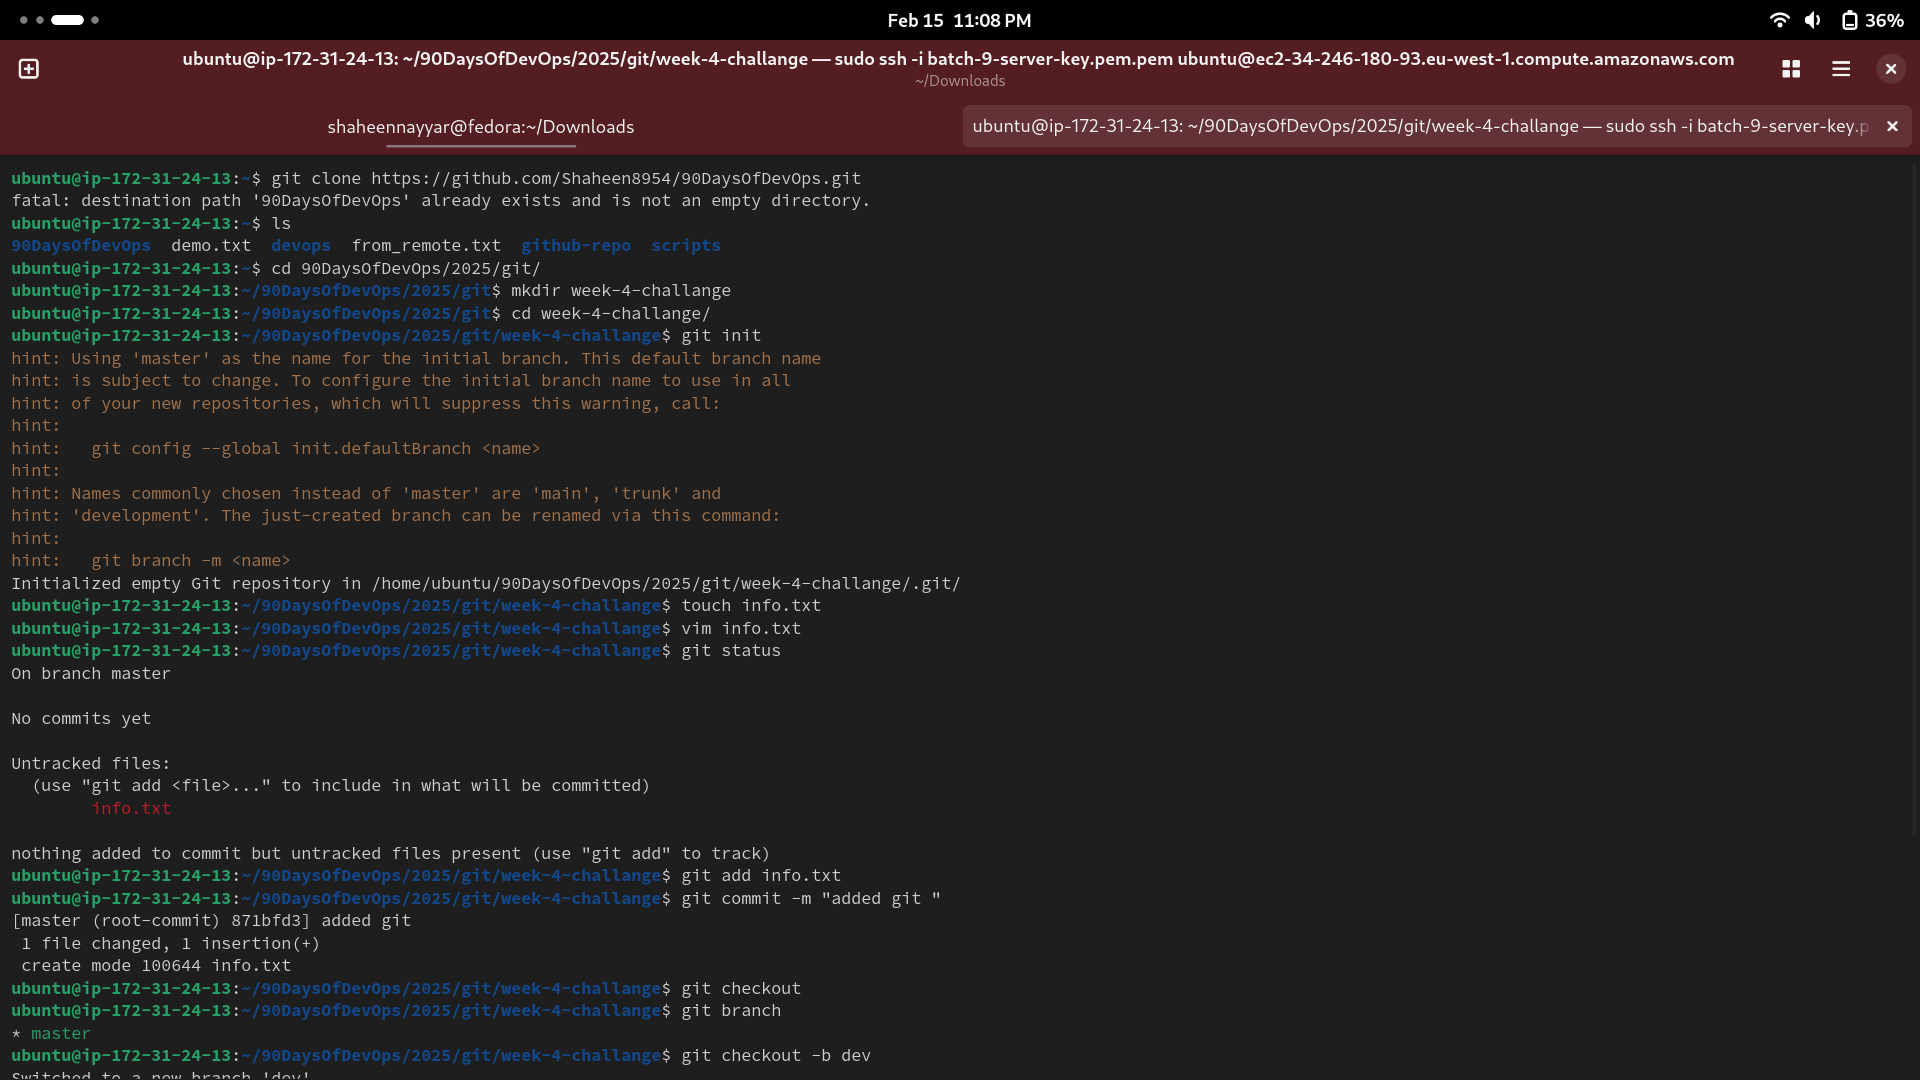 Feb 15 11:08 PM
36%
ubuntu@ip-172-31-24-13: ~/90DaysOfDevOps/2025/git/week-4-challange — sudo ssh -i batch-9-server-key.pem.pem ubuntu@ec2-34-246-180-93.eu-west-1.compute.amazonaws.com
~/Downloads
shaheennayyar@fedora:~/Downloads
ubuntu@ip-172-31-24-13: ~/90DaysOfDevOps/2025/git/week-4-challange — sudo ssh -i batch-9-server-key.p
ubuntu@ip-172-31-24-13:~$ git clone https://github.com/Shaheen8954/90DaysOfDevOps.git
fatal: destination path '90DaysOfDevOps' already exists and is not an empty directory.
ubuntu@ip-172-31-24-13:~$ ls
90DaysOfDevOps  demo.txt  devops  from_remote.txt  github-repo  scripts
ubuntu@ip-172-31-24-13:~$ cd 90DaysOfDevOps/2025/git/
ubuntu@ip-172-31-24-13:~/90DaysOfDevOps/2025/git$ mkdir week-4-challange
ubuntu@ip-172-31-24-13:~/90DaysOfDevOps/2025/git$ cd week-4-challange/
ubuntu@ip-172-31-24-13:~/90DaysOfDevOps/2025/git/week-4-challange$ git init
hint: Using 'master' as the name for the initial branch. This default branch name
hint: is subject to change. To configure the initial branch name to use in all
hint: of your new repositories, which will suppress this warning, call:
hint:
hint:   git config --global init.defaultBranch <name>
hint:
hint: Names commonly chosen instead of 'master' are 'main', 'trunk' and
hint: 'development'. The just-created branch can be renamed via this command:
hint:
hint:   git branch -m <name>
Initialized empty Git repository in /home/ubuntu/90DaysOfDevOps/2025/git/week-4-challange/.git/
ubuntu@ip-172-31-24-13:~/90DaysOfDevOps/2025/git/week-4-challange$ touch info.txt
ubuntu@ip-172-31-24-13:~/90DaysOfDevOps/2025/git/week-4-challange$ vim info.txt
ubuntu@ip-172-31-24-13:~/90DaysOfDevOps/2025/git/week-4-challange$ git status
On branch master
No commits yet
Untracked files:
  (use "git add <file>..." to include in what will be committed)
        info.txt
nothing added to commit but untracked files present (use "git add" to track)
ubuntu@ip-172-31-24-13:~/90DaysOfDevOps/2025/git/week-4-challange$ git add info.txt
ubuntu@ip-172-31-24-13:~/90DaysOfDevOps/2025/git/week-4-challange$ git commit -m "added git "
[master (root-commit) 871bfd3] added git
 1 file changed, 1 insertion(+)
 create mode 100644 info.txt
ubuntu@ip-172-31-24-13:~/90DaysOfDevOps/2025/git/week-4-challange$ git checkout
ubuntu@ip-172-31-24-13:~/90DaysOfDevOps/2025/git/week-4-challange$ git branch
* master
ubuntu@ip-172-31-24-13:~/90DaysOfDevOps/2025/git/week-4-challange$ git checkout -b dev
Switched to a new branch 'dev'